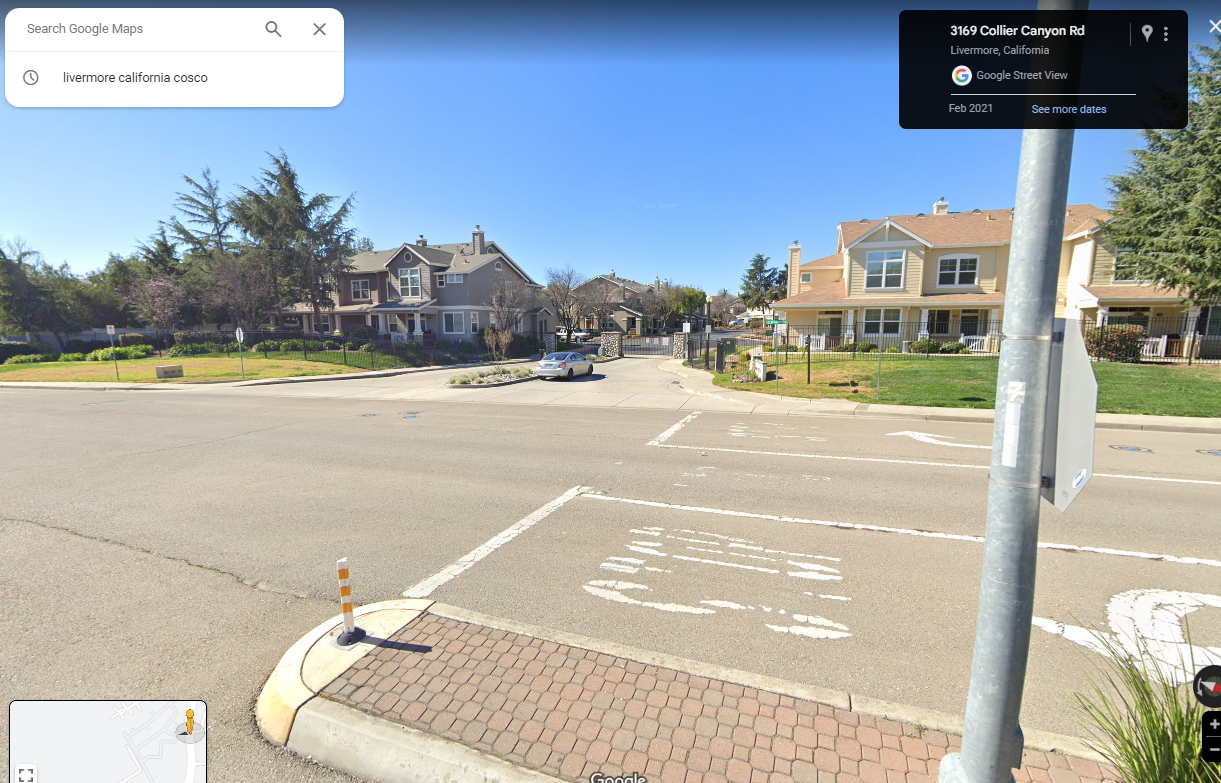 Search Google Maps
livermore california cosco
3169 Collier Canyon Rd
Livermore, California
G Google Street View
Feb 2021
See more dates
Google